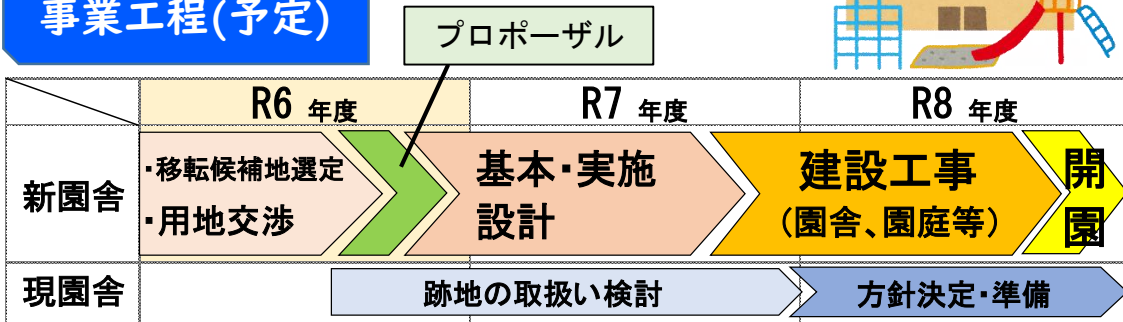 事業工程(予定)
プロポーザル
R6 年度
R7 年度
R8 年度
新園舎
・移転候補地選定
・用地交渉
基本・実施
設計
建設工事
(園舎、園庭等)
開
園
現園舎
跡地の取扱い検討
方針決定・準備